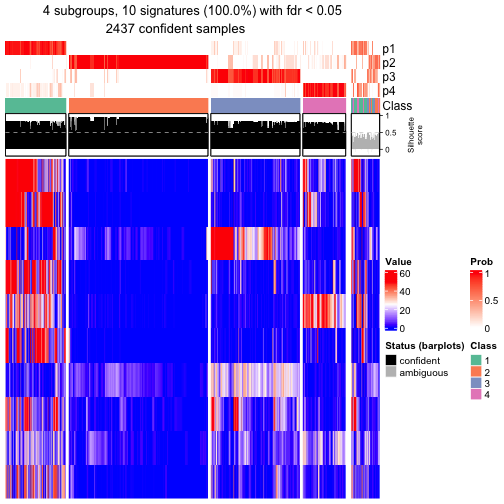 4 subgroups, 10 signatures (100.0%) with fdr < 0.05
2437 confident samples
p1
p2
p3
p4
Class
1
0.5
0
Silhouette
score
Value
60
40
20
0
Prob
1
0.5
0
Status (barplots)
confident
ambiguous
Class
1
2
3
4